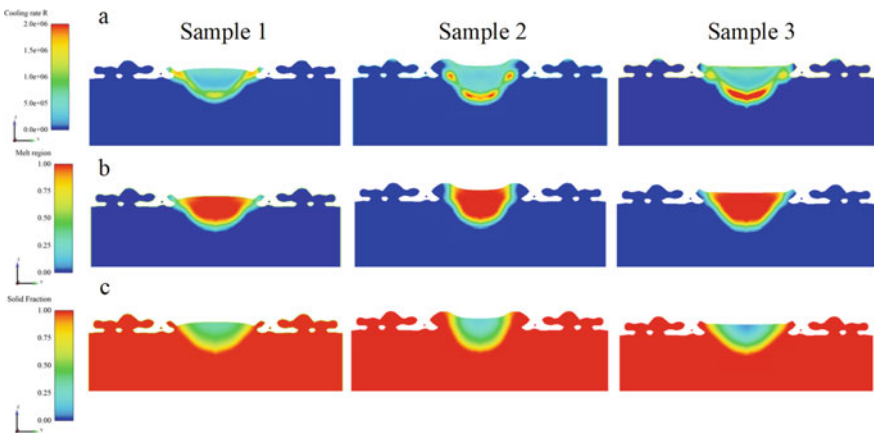 Cooling rate R
a
Sample 1
Sample 2
Sample 3
2.0e+06
1.5e+06
1.0e+06
5.0e+05
0.0e+00
Melt region
b
1.00
0.75
0.50
0.25
0.00
Solid Fraction
c
1.00
0.75
0.50
0.25
0.00